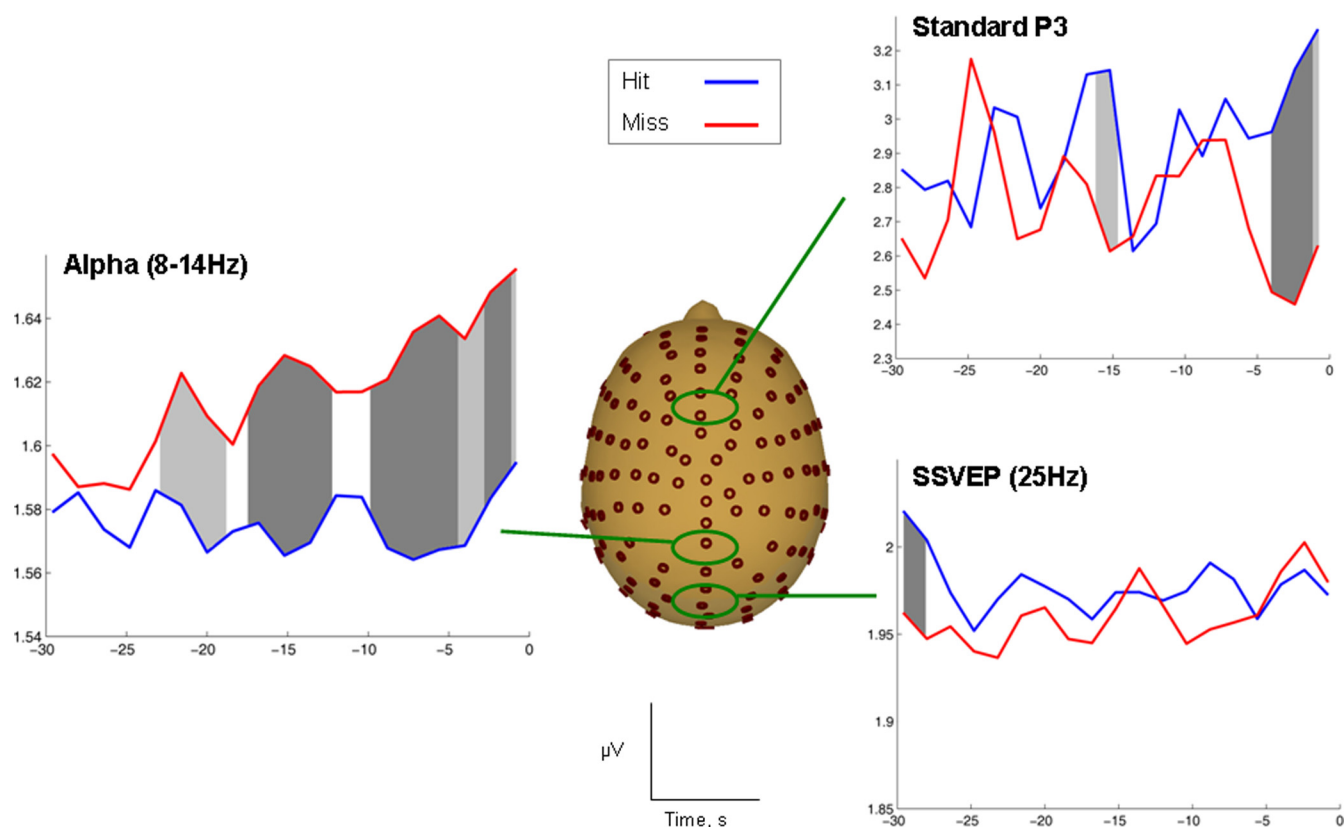 Standard P3
3.2
3.1
3
2.9
2.8
2.7
2.6
2.5
2.4
2.3
−30 −25 −20 −15 −10 −5 0
Hit
Miss
Alpha (8-14Hz)
1.64
1.62
1.6
1.58
1.56
1.54
−30 −25 −20 −15 −10 −5 0
SSVEP (25Hz)
2
1.95
1.9
1.85
−30 −25 −20 −15 −10 −5 0
µV
Time, s